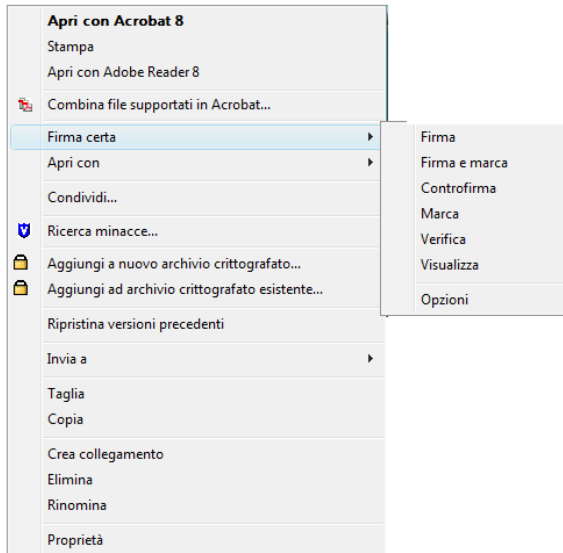 Apri con Acrobat 8
Stampa
Apri con Adobe Reader 8
Combina file supportati in Acrobat...
Firma certa
Apri con
Condividi...
Ricerca minacce...
Aggiungi a nuovo archivio crittografato...
Aggiungi ad archivio crittografato esistente...
Ripristina versioni precedenti
Invia a
Taglia
Copia
Crea collegamento
Elimina
Rinomina
Proprietà
Firma
Firma e marca
Controfirma
Marca
Verifica
Visualizza
Opzioni